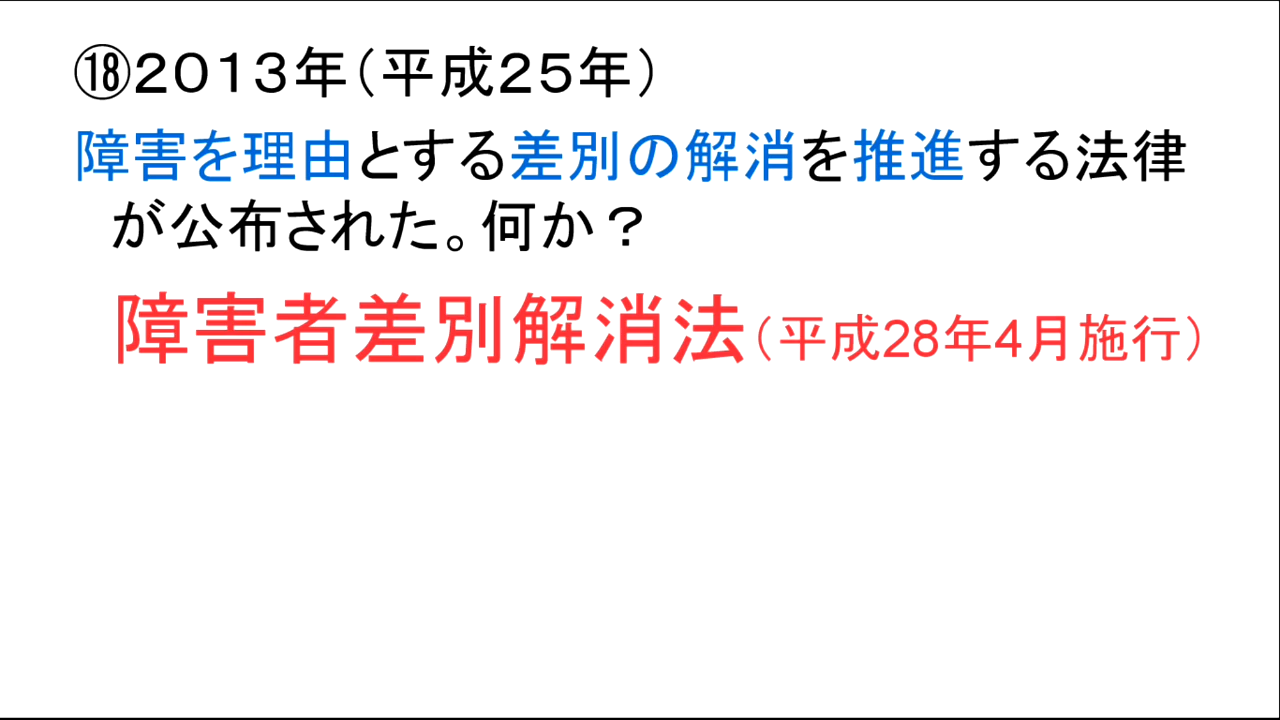 ⑱２０１３年（平成２５年）
障害を理由とする差別の解消を推進する法律
が公布された。何か？
障害者差別解消法（平成28年4月施行）